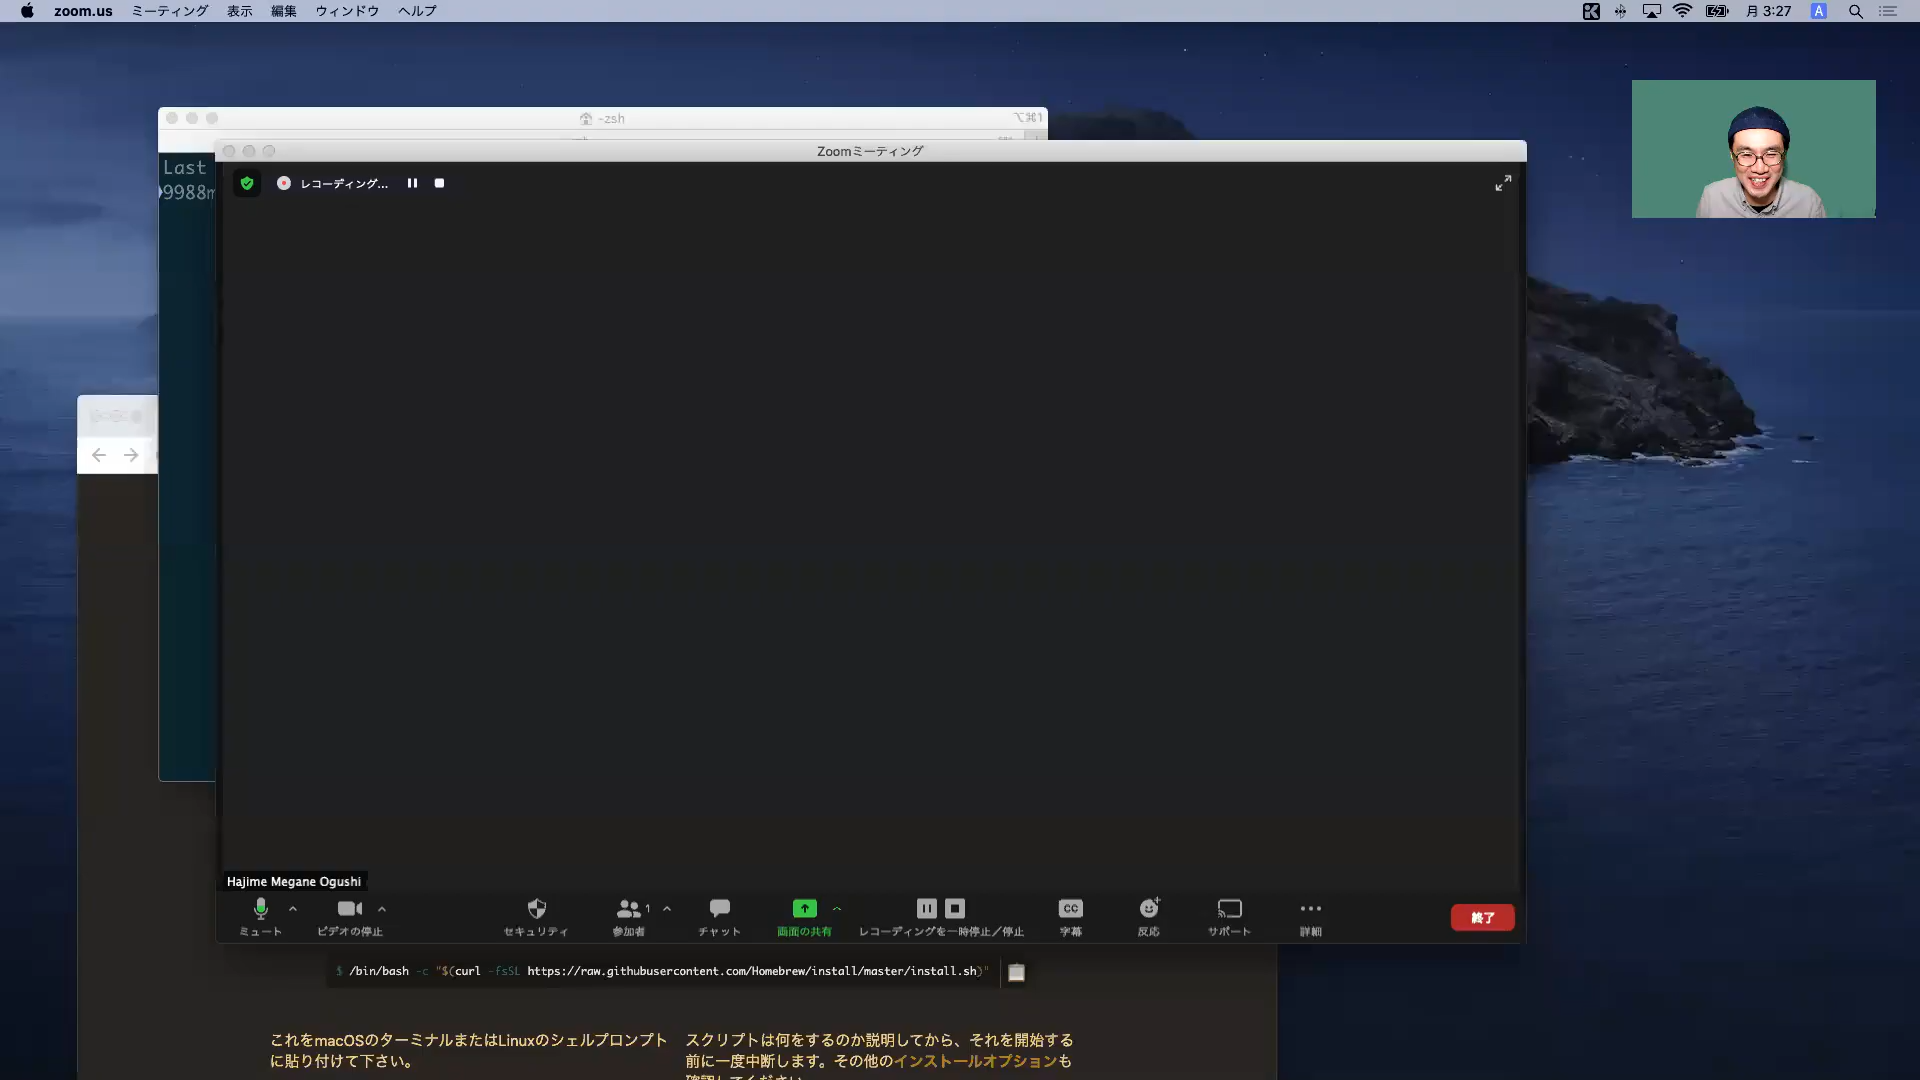 zoom.us ミーティング 表示 編集 ウィンドウ ヘルプ
月 3:27 A
-zsh ⌥⌘1
Zoomミーティング
Last
9988m
レコーディング...
Hajime Megane Ogushi
ミュート ビデオの停止 セキュリティ 参加者 1 チャット 画面の共有 レコーディングを一時停止/停止 CC 字幕 反応 サポート 詳細 終了
$ /bin/bash -c "$(curl -fsSL https://raw.githubusercontent.com/Homebrew/install/master/install.sh)"
これをmacOSのターミナルまたはLinuxのシェルプロンプト
に貼り付けて下さい。
スクリプトは何をするのか説明してから、それを開始する
前に一度中断します。その他のインストールオプションも